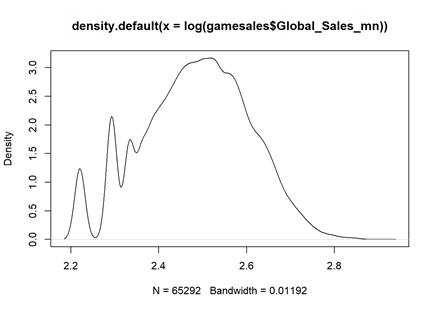 density.default(x = log(gamesales$Global_Sales_mn))
Density
3.0
2.5
2.0
1.5
1.0
0.5
0.0
2.2 2.4 2.6 2.8
N = 65292 Bandwidth = 0.01192